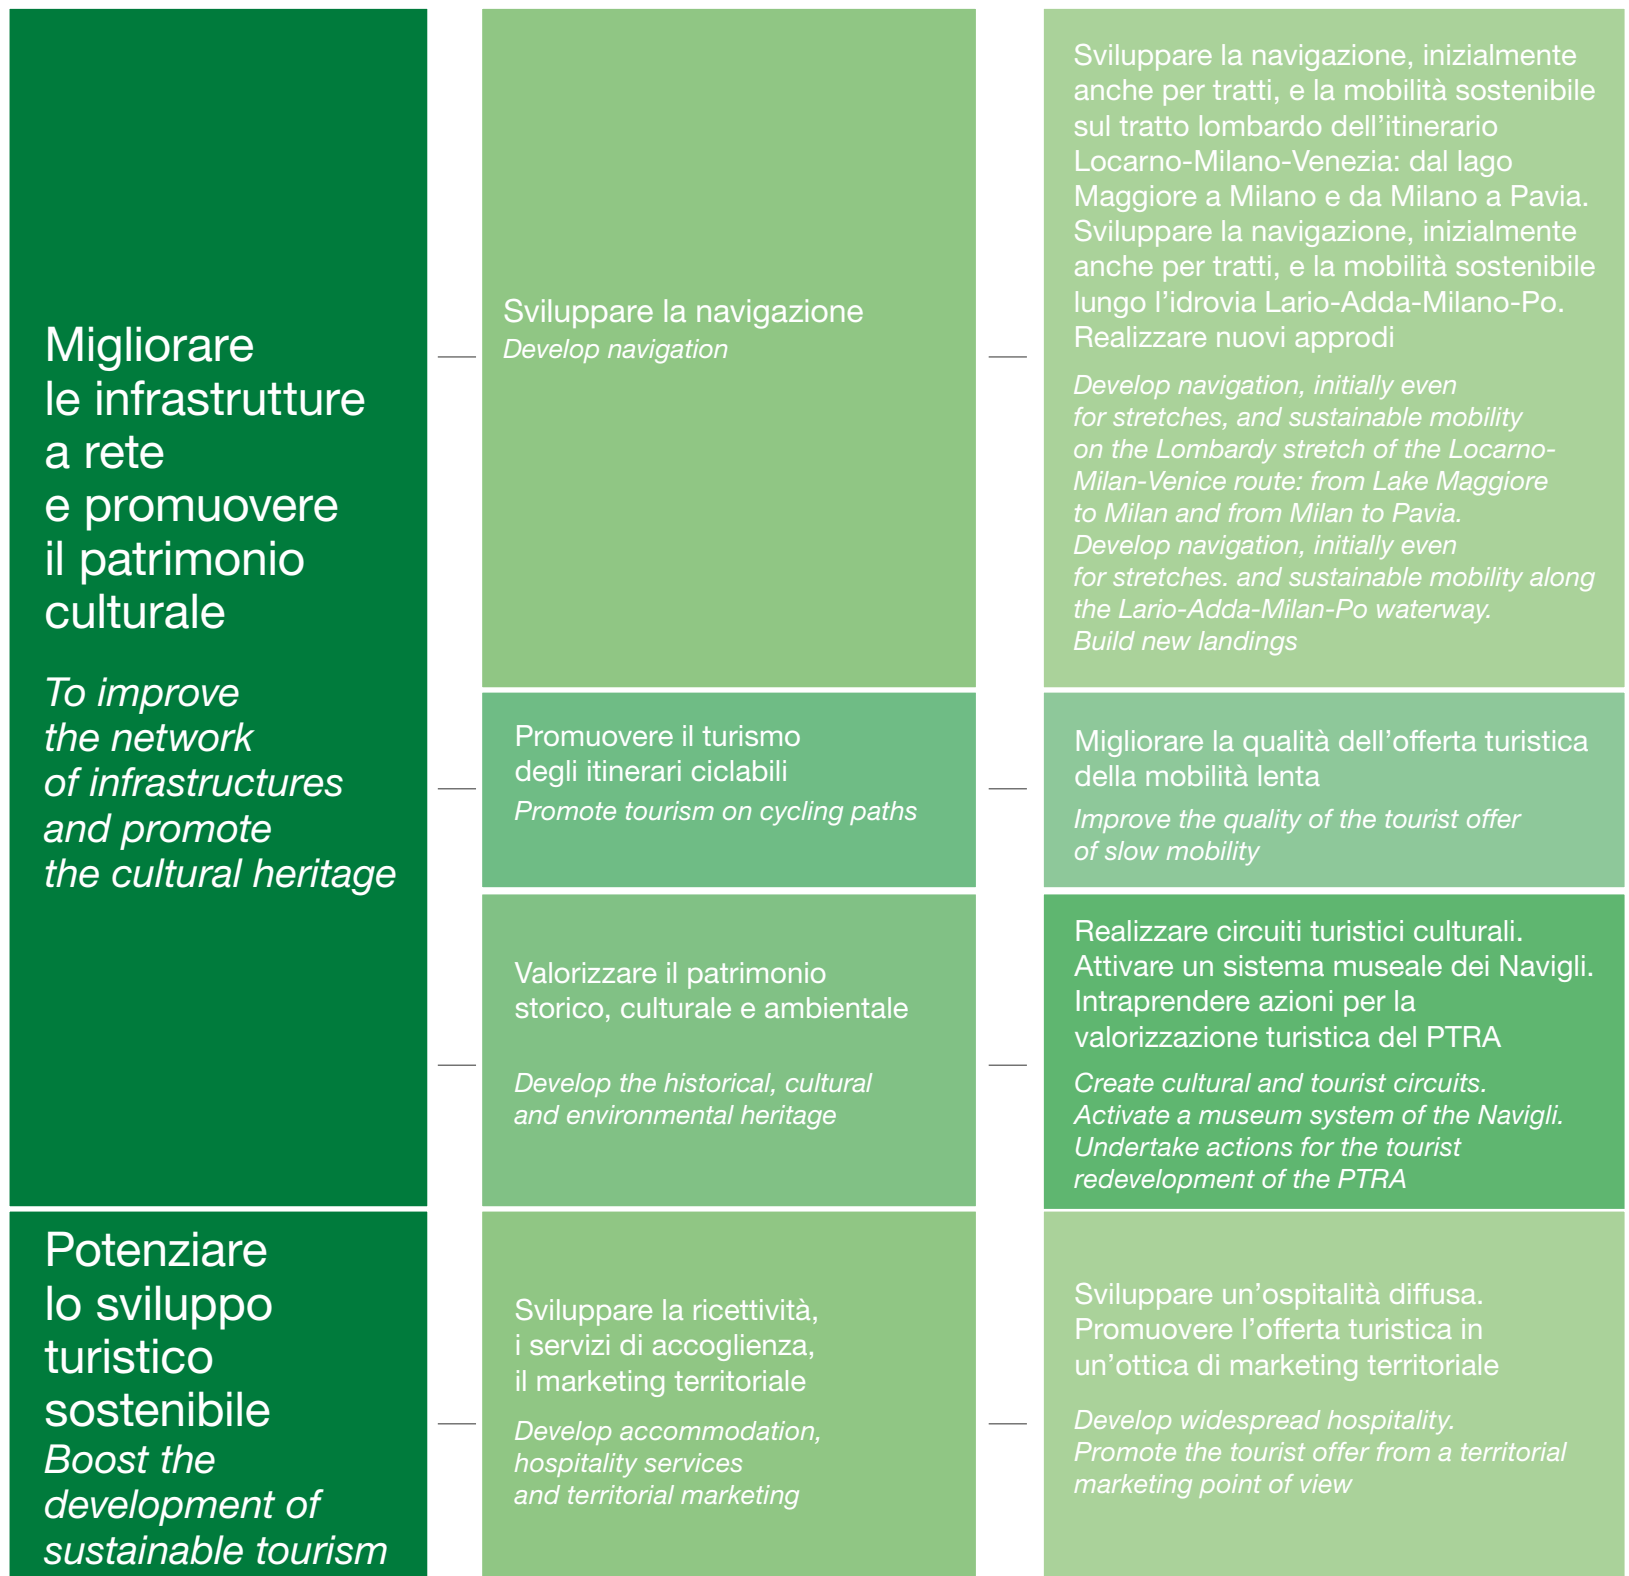 Migliorare
le infrastrutture
a rete
e promuovere
il patrimonio
culturale
To improve
the network
of infrastructures
and promote
the cultural heritage
Sviluppare la navigazione
Develop navigation
Sviluppare la navigazione, inizialmente
anche per tratti, e la mobilità sostenibile
sul tratto lombardo dell’itinerario
Locarno-Milano-Venezia: dal lago
Maggiore a Milano e da Milano a Pavia.
Sviluppare la navigazione, inizialmente
anche per tratti, e la mobilità sostenibile
lungo l’idrovia Lario-Adda-Milano-Po.
Realizzare nuovi approdi
Develop navigation, initially even
for stretches, and sustainable mobility
on the Lombardy stretch of the Locarno-
Milan-Venice route: from Lake Maggiore
to Milan and from Milan to Pavia.
Develop navigation, initially even
for stretches. and sustainable mobility along
the Lario-Adda-Milan-Po waterway.
Build new landings
Promuovere il turismo
degli itinerari ciclabili
Promote tourism on cycling paths
Migliorare la qualità dell’offerta turistica
della mobilità lenta
Improve the quality of the tourist offer
of slow mobility
Valorizzare il patrimonio
storico, culturale e ambientale
Develop the historical, cultural
and environmental heritage
Realizzare circuiti turistici culturali.
Attivare un sistema museale dei Navigli.
Intraprendere azioni per la
valorizzazione turistica del PTRA
Create cultural and tourist circuits.
Activate a museum system of the Navigli.
Undertake actions for the tourist
redevelopment of the PTRA
Potenziare
lo sviluppo
turistico
sostenibile
Boost the
development of
sustainable tourism
Sviluppare la ricettività,
i servizi di accoglienza,
il marketing territoriale
Develop accommodation,
hospitality services
and territorial marketing
Sviluppare un’ospitalità diffusa.
Promuovere l’offerta turistica in
un’ottica di marketing territoriale
Develop widespread hospitality.
Promote the tourist offer from a territorial
marketing point of view